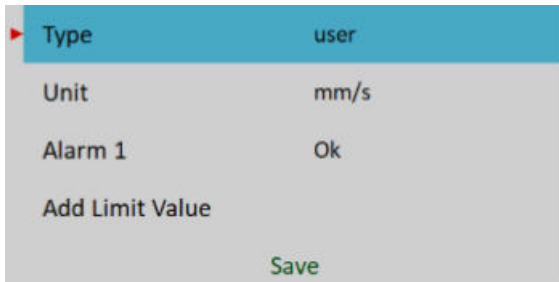 Type user
Unit mm/s
Alarm 1 Ok
Add Limit Value
Save